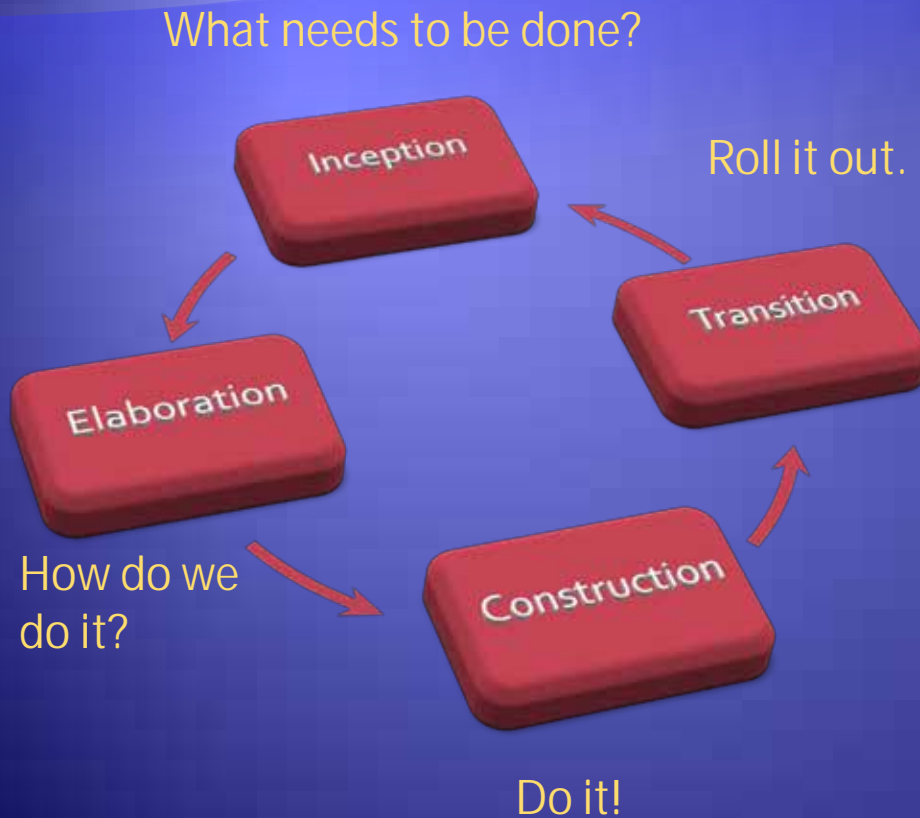 What needs to be done?
Inception
Roll it out.
Transition
Elaboration
How do we
do it?
Construction
Do it!